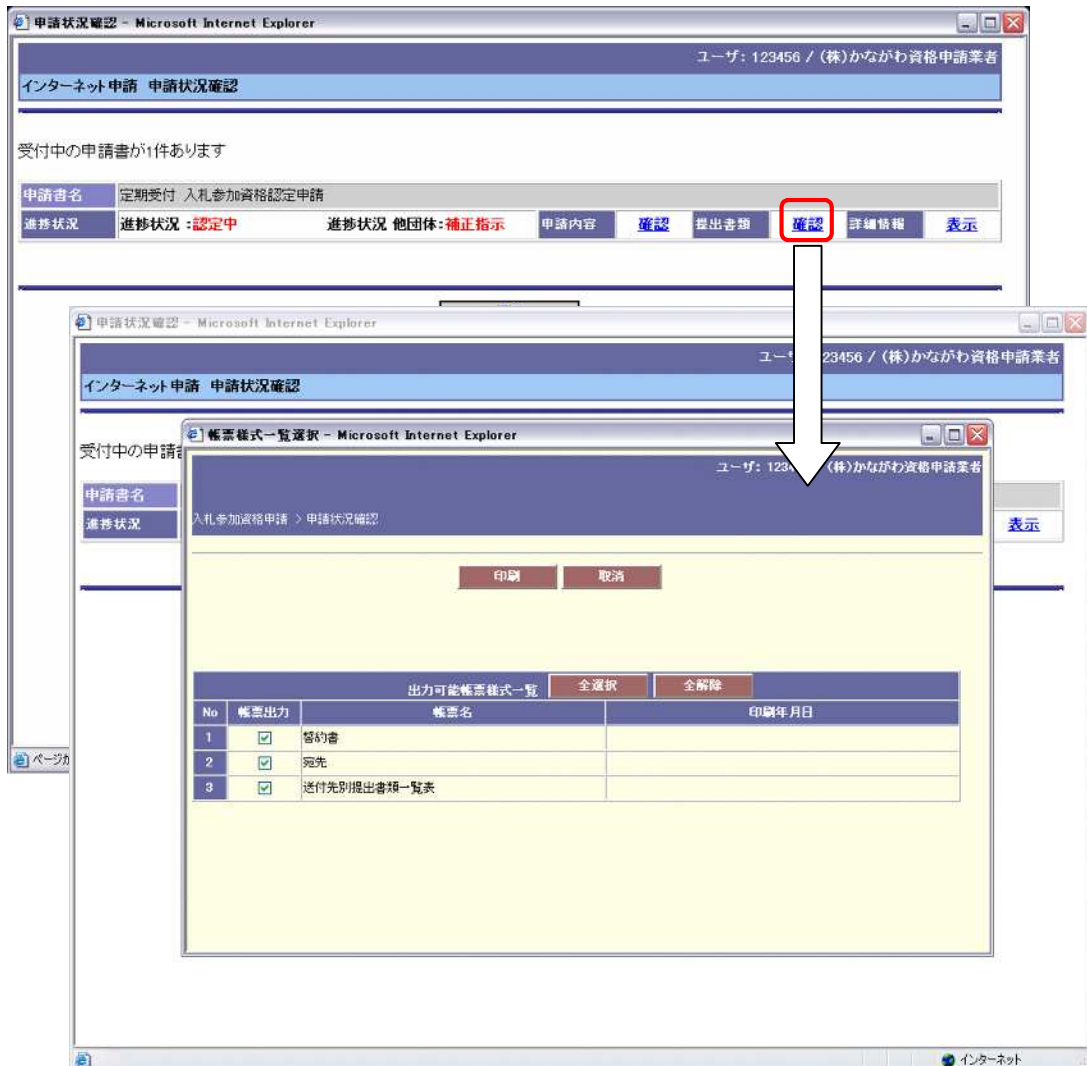 申請状況確認 - Microsoft Internet Explorer
ユーザ: 123456 / (株)かながわ資格申請業者
インターネット申請 申請状況確認
受付中の申請書が1件あります
申請書名 定期受付 入札参加資格認定申請
進捗状況 進捗状況 :認定中 進捗状況 他団体:補正指示 申請内容 確認 提出書類 確認 詳細情報 表示
申請状況確認 - Microsoft Internet Explorer
23456 / (株)かながわ資格申請業者
インターネット申請 申請状況確認
受付中の申請
申請書名
進捗状況 表示
帳票様式一覧選択 - Microsoft Internet Explorer
ユーザ: 123 (株)かながわ資格申請業者
入札参加資格申請 > 申請状況確認
印刷 取消
出力可能帳票様式一覧 全選択 全解除
No 帳票出力 帳票名 印刷年月日
1 誓約書
2 宛先
3 送付先別提出書類一覧表
ページが
インターネット